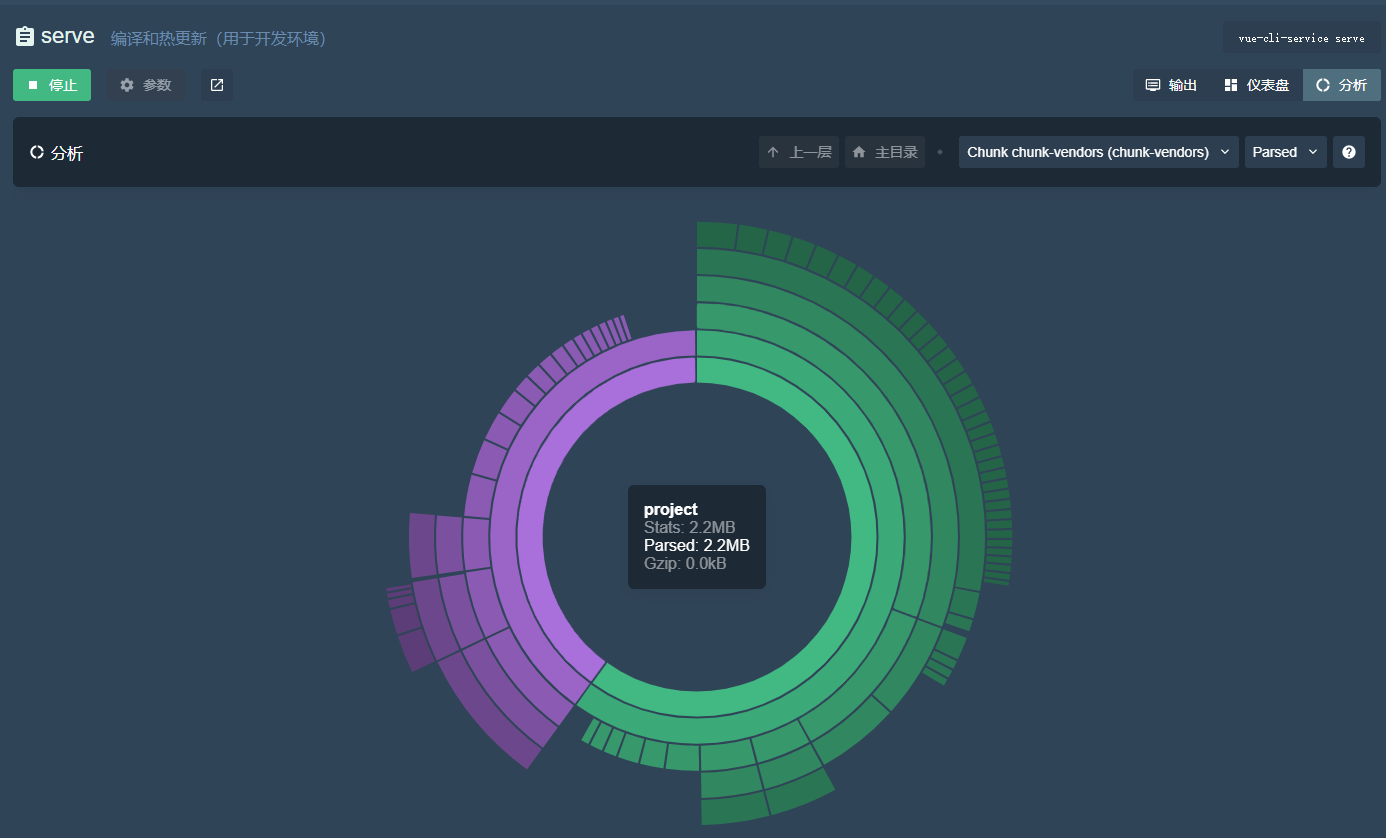 serve 编译和热更新（用于开发环境） vue-cli-service serve
停止 参数 输出 仪表盘 分析
分析 上一层 主目录 Chunk chunk-vendors (chunk-vendors) Parsed
project
Stats: 2.2MB
Parsed: 2.2MB
Gzip: 0.0kB